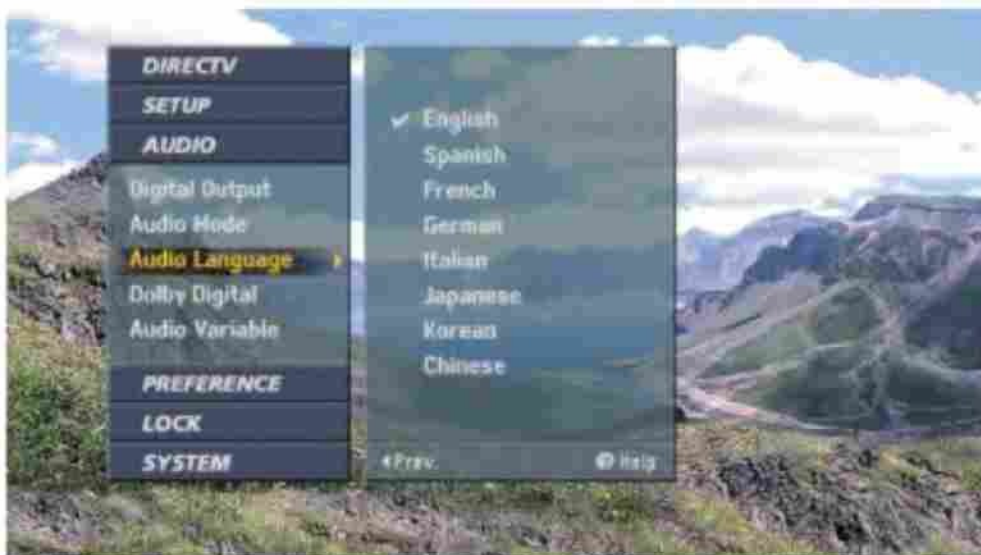 DIRECTV
SETUP
AUDIO
Digital Output
Audio Mode
Audio Language
Dolby Digital
Audio Variable
PREFERENCE
LOCK
SYSTEM
✔ English
Spanish
French
German
Italian
Japanese
Korean
Chinese
Prev.
Help